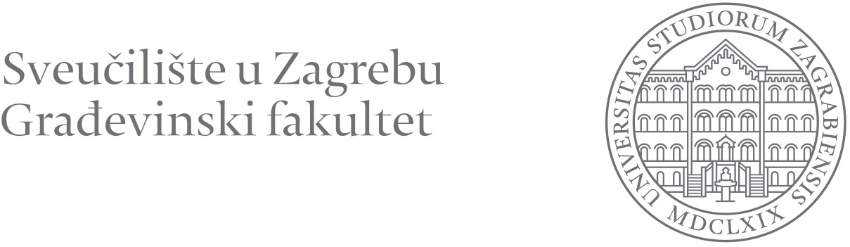 Sveučilište u Zagrebu
Građevinski fakultet
UNIVERSITAS STUDIORUM ZAGRABIENSIS
MDCLXIX